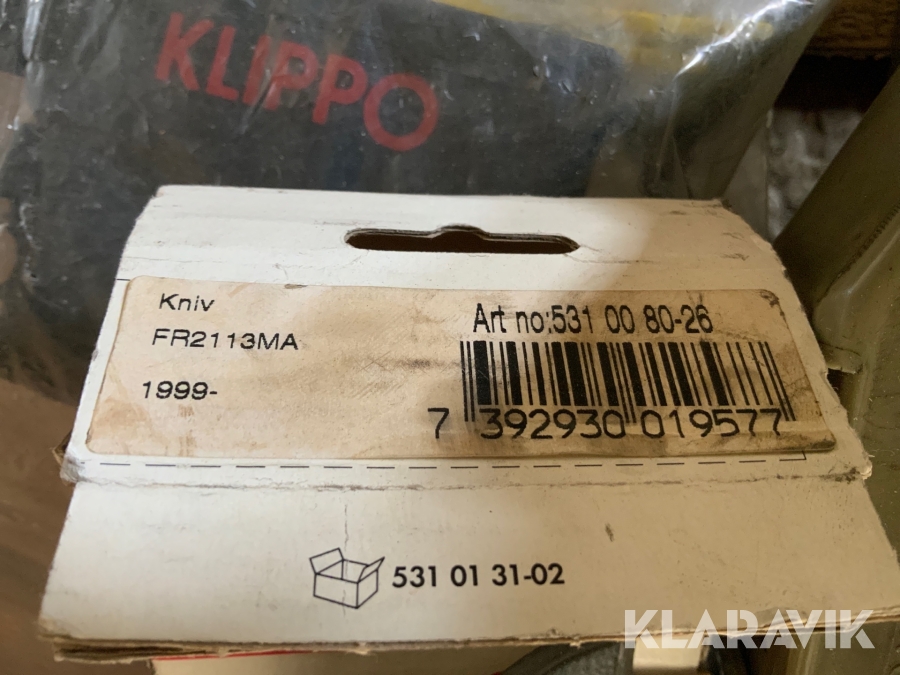 KLIPPO
Kniv
FR2113MA
1999-
Art no:531 00 80-26
7 392930 019577
531 01 31-02
KLARAVIK